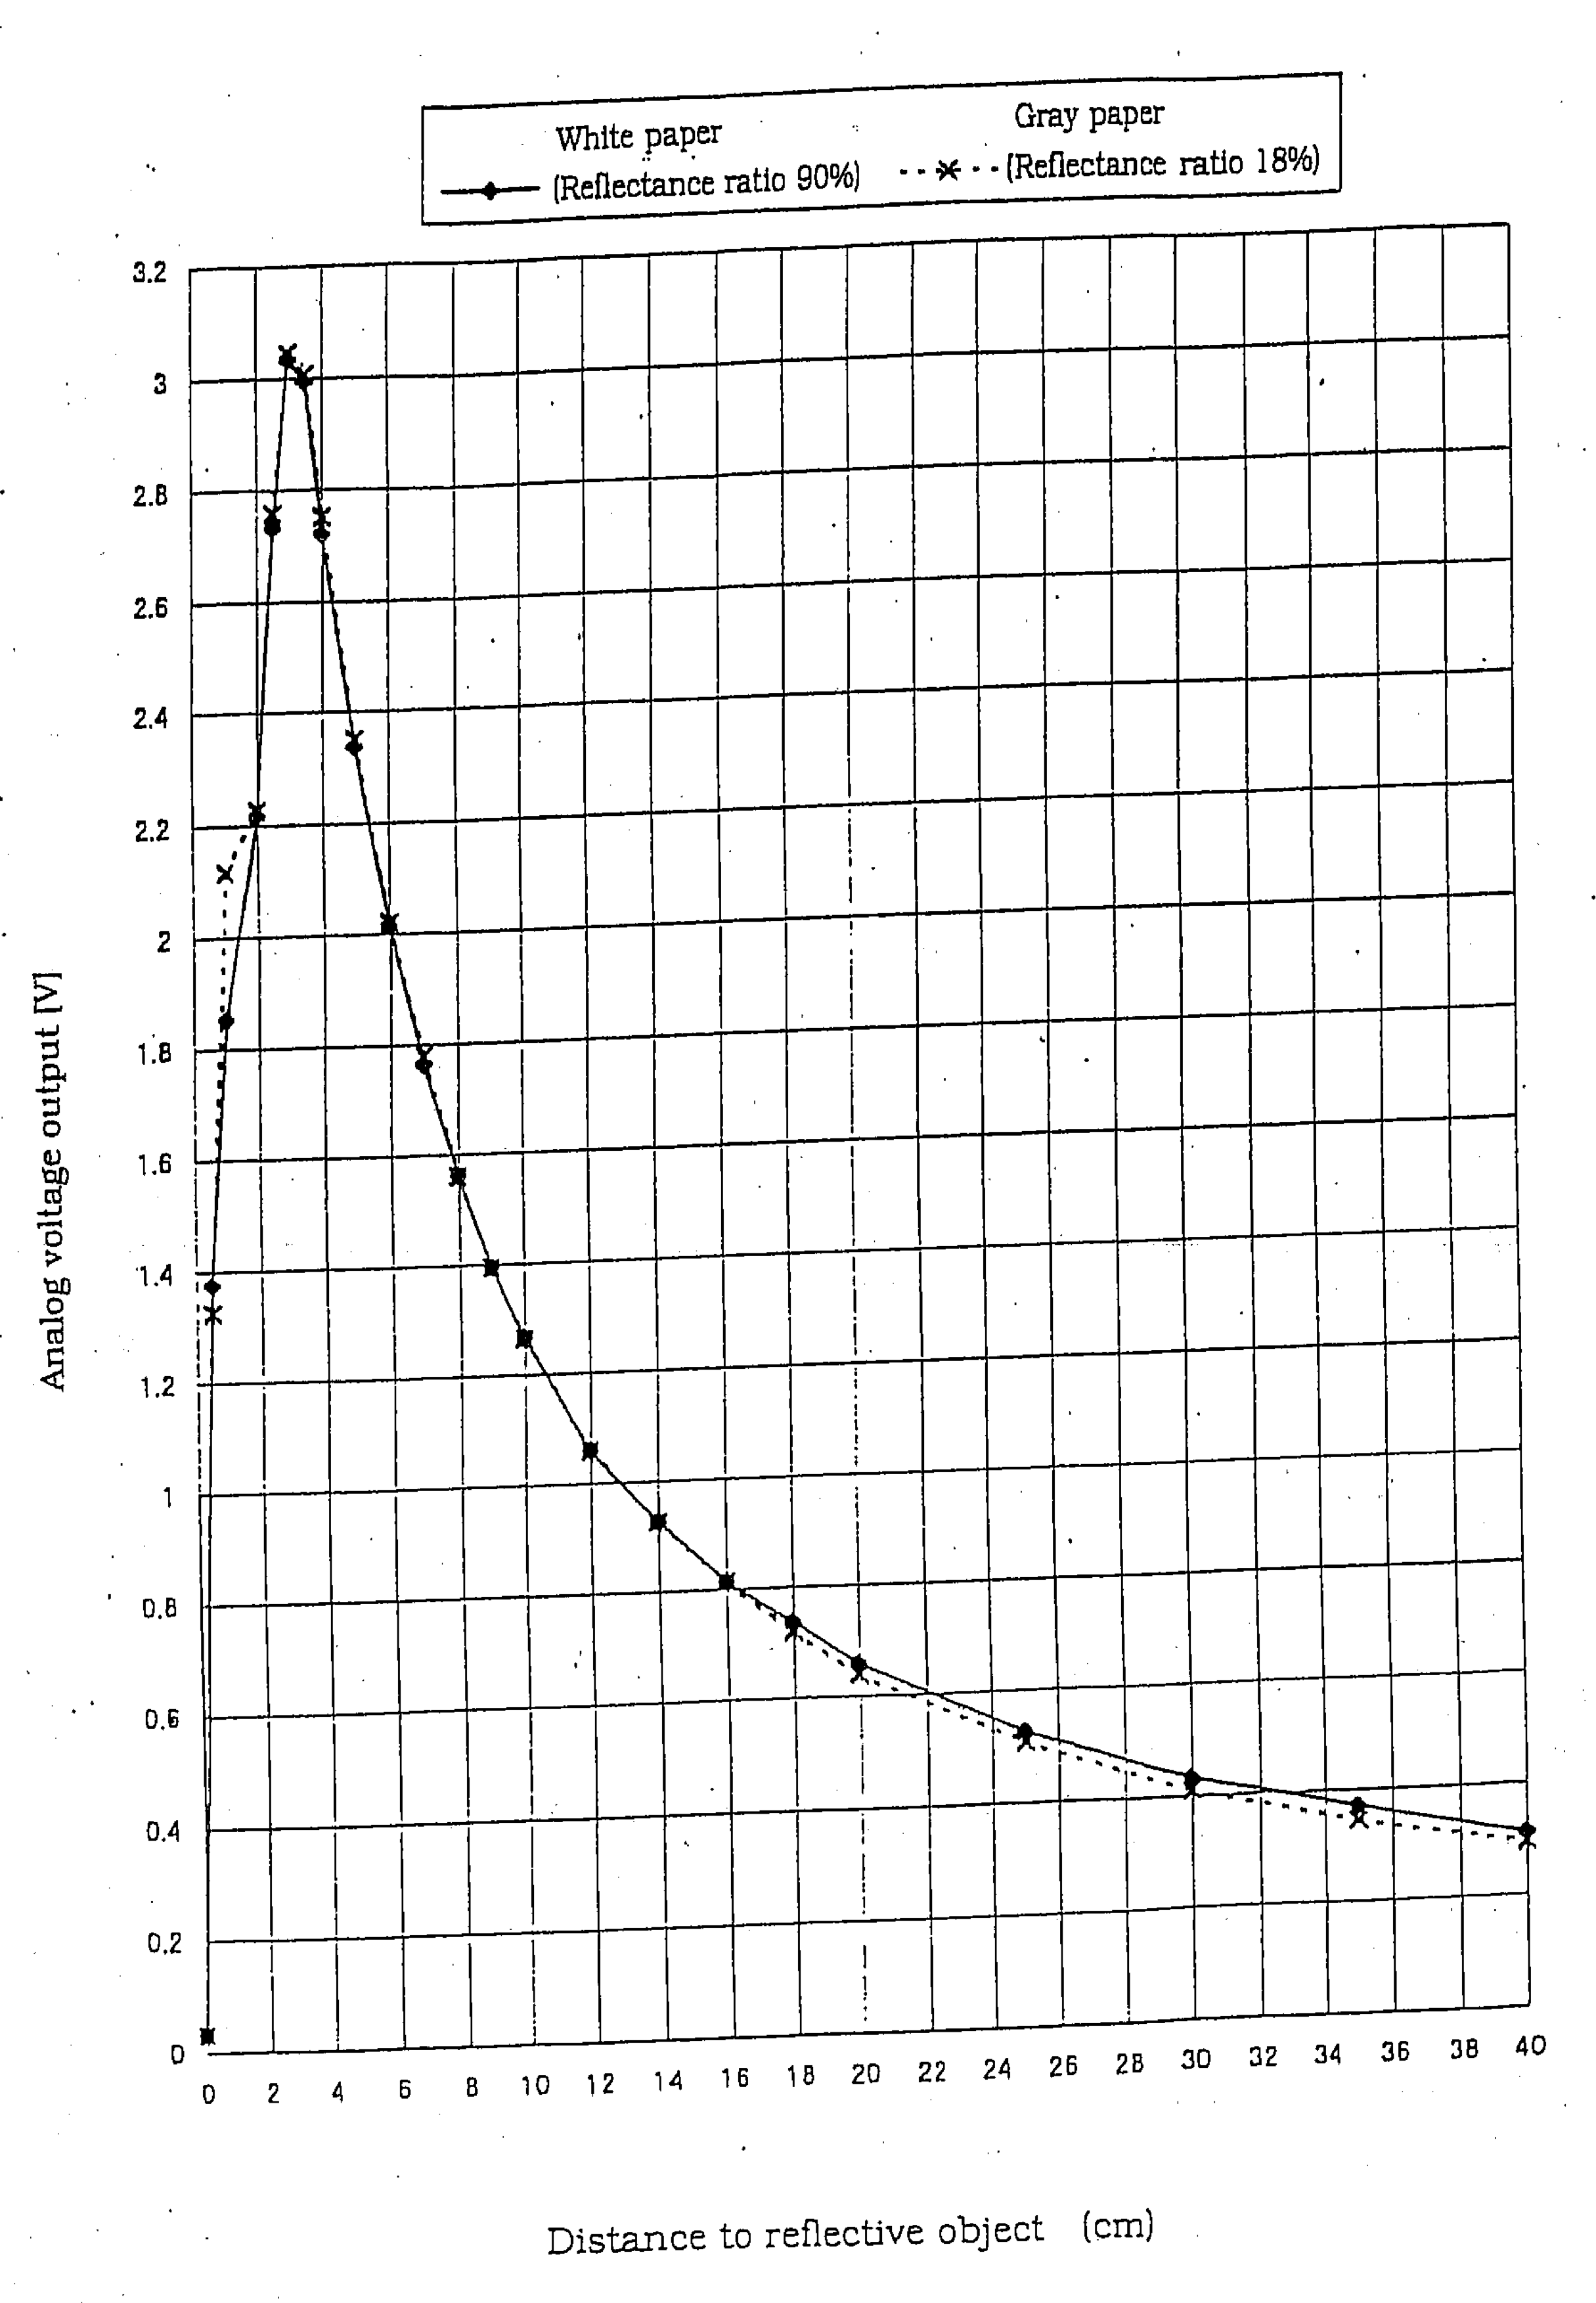 White paper
(Reflectance ratio 90%)
Gray paper
(Reflectance ratio 18%)
3.2
3
2.8
2.6
2.4
2.2
2
1.8
1.6
1.4
1.2
1
0.8
0.6
0.4
0.2
0
Analog voltage output [V]
0 2 4 6 8 10 12 14 16 18 20 22 24 26 28 30 32 34 36 38 40
Distance to reflective object (cm)